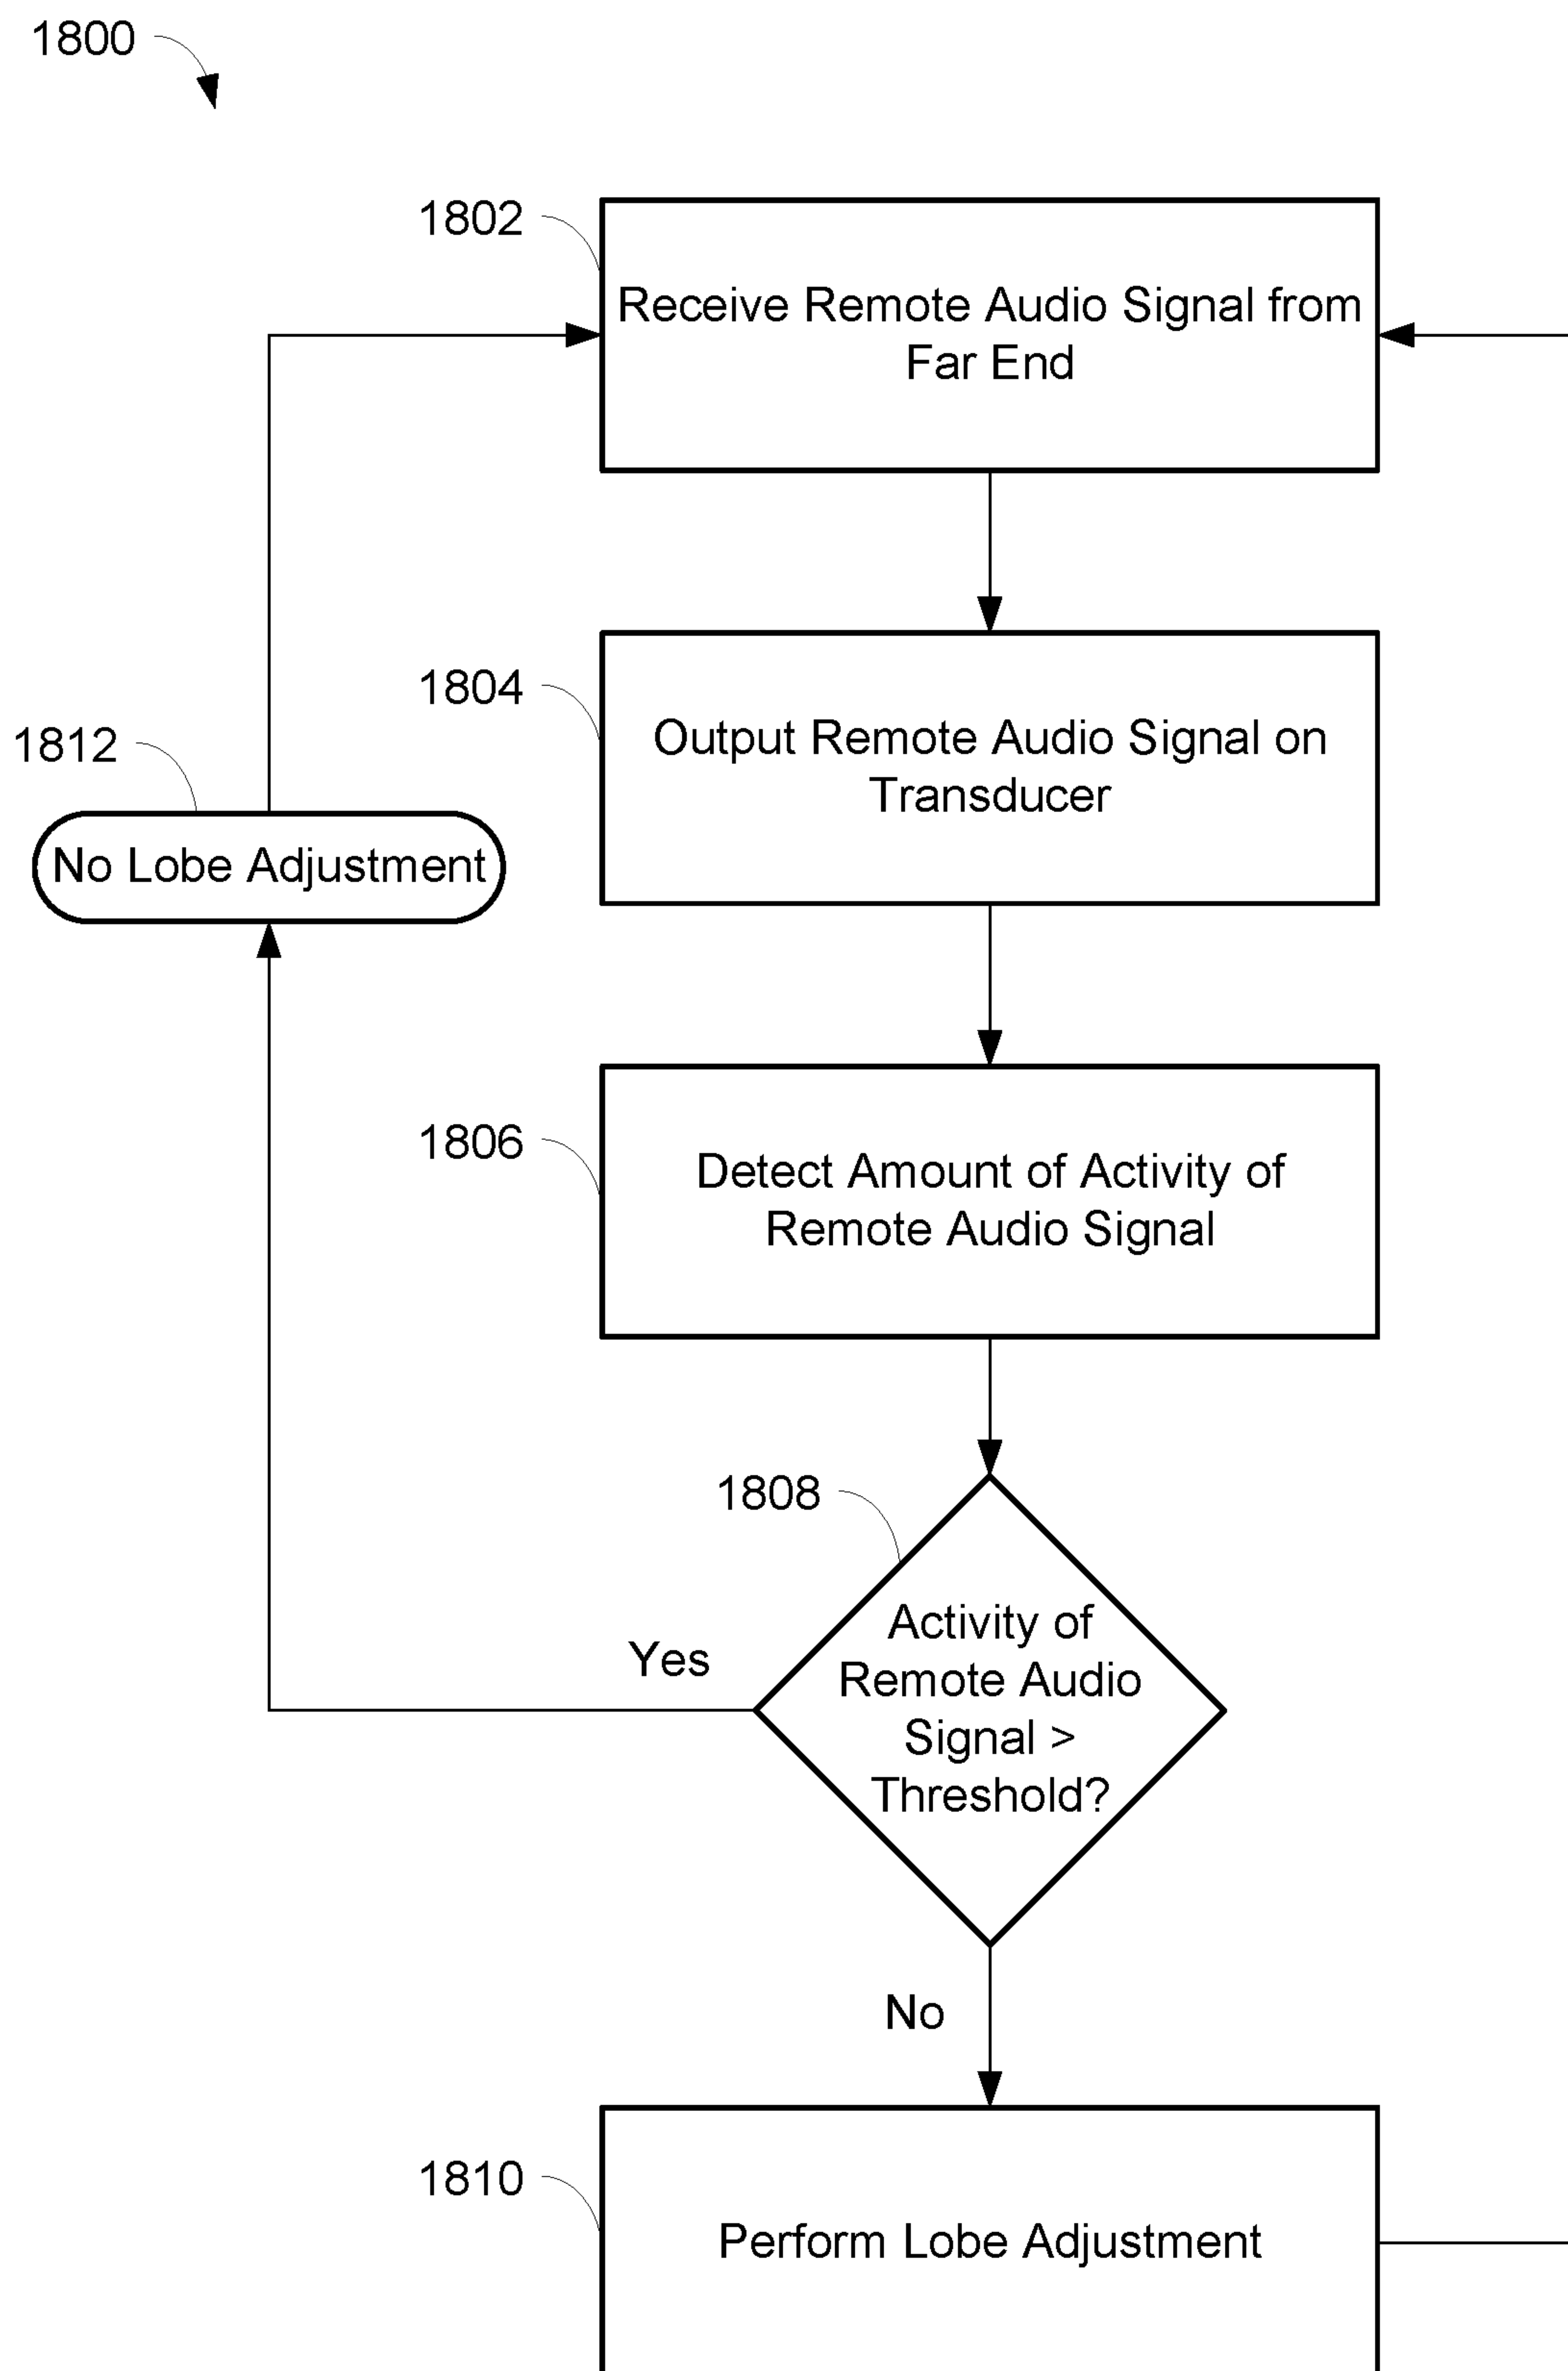 1800
1802
Receive Remote Audio Signal from
Far End
1804
Output Remote Audio Signal on
Transducer
1812
No Lobe Adjustment
1806
Detect Amount of Activity of
Remote Audio Signal
1808
Activity of
Remote Audio
Signal >
Threshold?
Yes
No
1810
Perform Lobe Adjustment